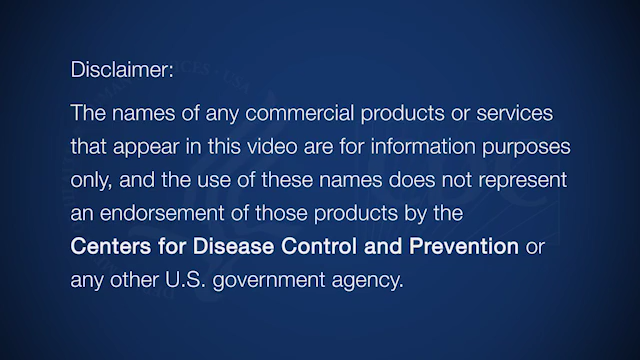 Disclaimer:
The names of any commercial products or services
that appear in this video are for information purposes
only, and the use of these names does not represent
an endorsement of those products by the
Centers for Disease Control and Prevention or
any other U.S. government agency.